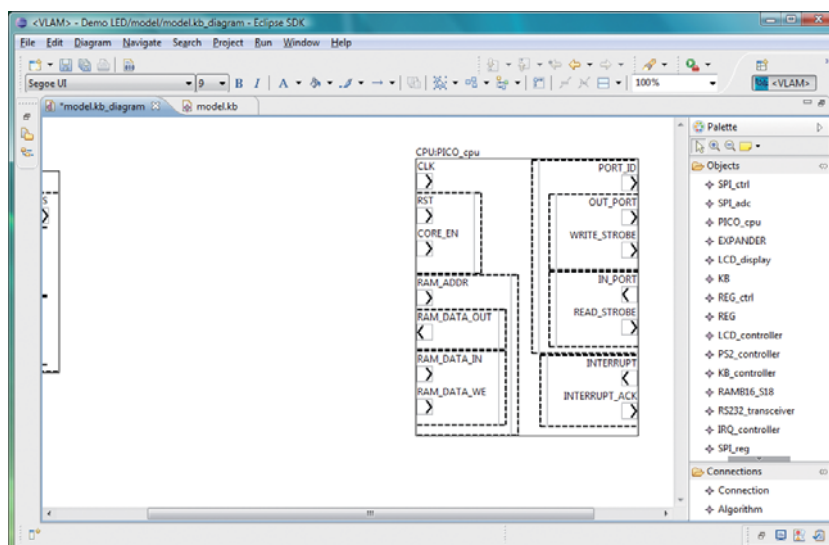 <VLAM> - Demo LED/model/model.kb_diagram - Eclipse SDK
File Edit Diagram Navigate Search Project Run Window Help
Segoe UI 9 B I A 100% <VLAM>
*model.kb_diagram model.kb
CPU:PICO_cpu
CLK
RST
CORE_EN
RAM_ADDR
RAM_DATA_OUT
RAM_DATA_IN
RAM_DATA_WE
PORT_ID
OUT_PORT
WRITE_STROBE
IN_PORT
READ_STROBE
INTERRUPT
INTERRUPT_ACK
S
Palette
Objects
SPI_ctrl
SPI_adc
PICO_cpu
EXPANDER
LCD_display
KB
REG_ctrl
REG
LCD_controller
PS2_controller
KB_controller
RAMB16_S18
RS232_transceiver
IRQ_controller
SPI_reg
Connections
Connection
Algorithm